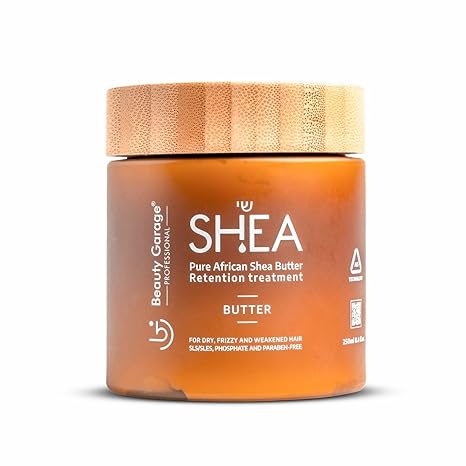 Beauty Garage®
PROFESSIONAL
SHEA
Pure African Shea Butter
Retention treatment
BUTTER
FOR DRY, FRIZZY AND WEAKENED HAIR
SLS/SLES, PHOSPHATE AND PARABEN-FREE
250ml